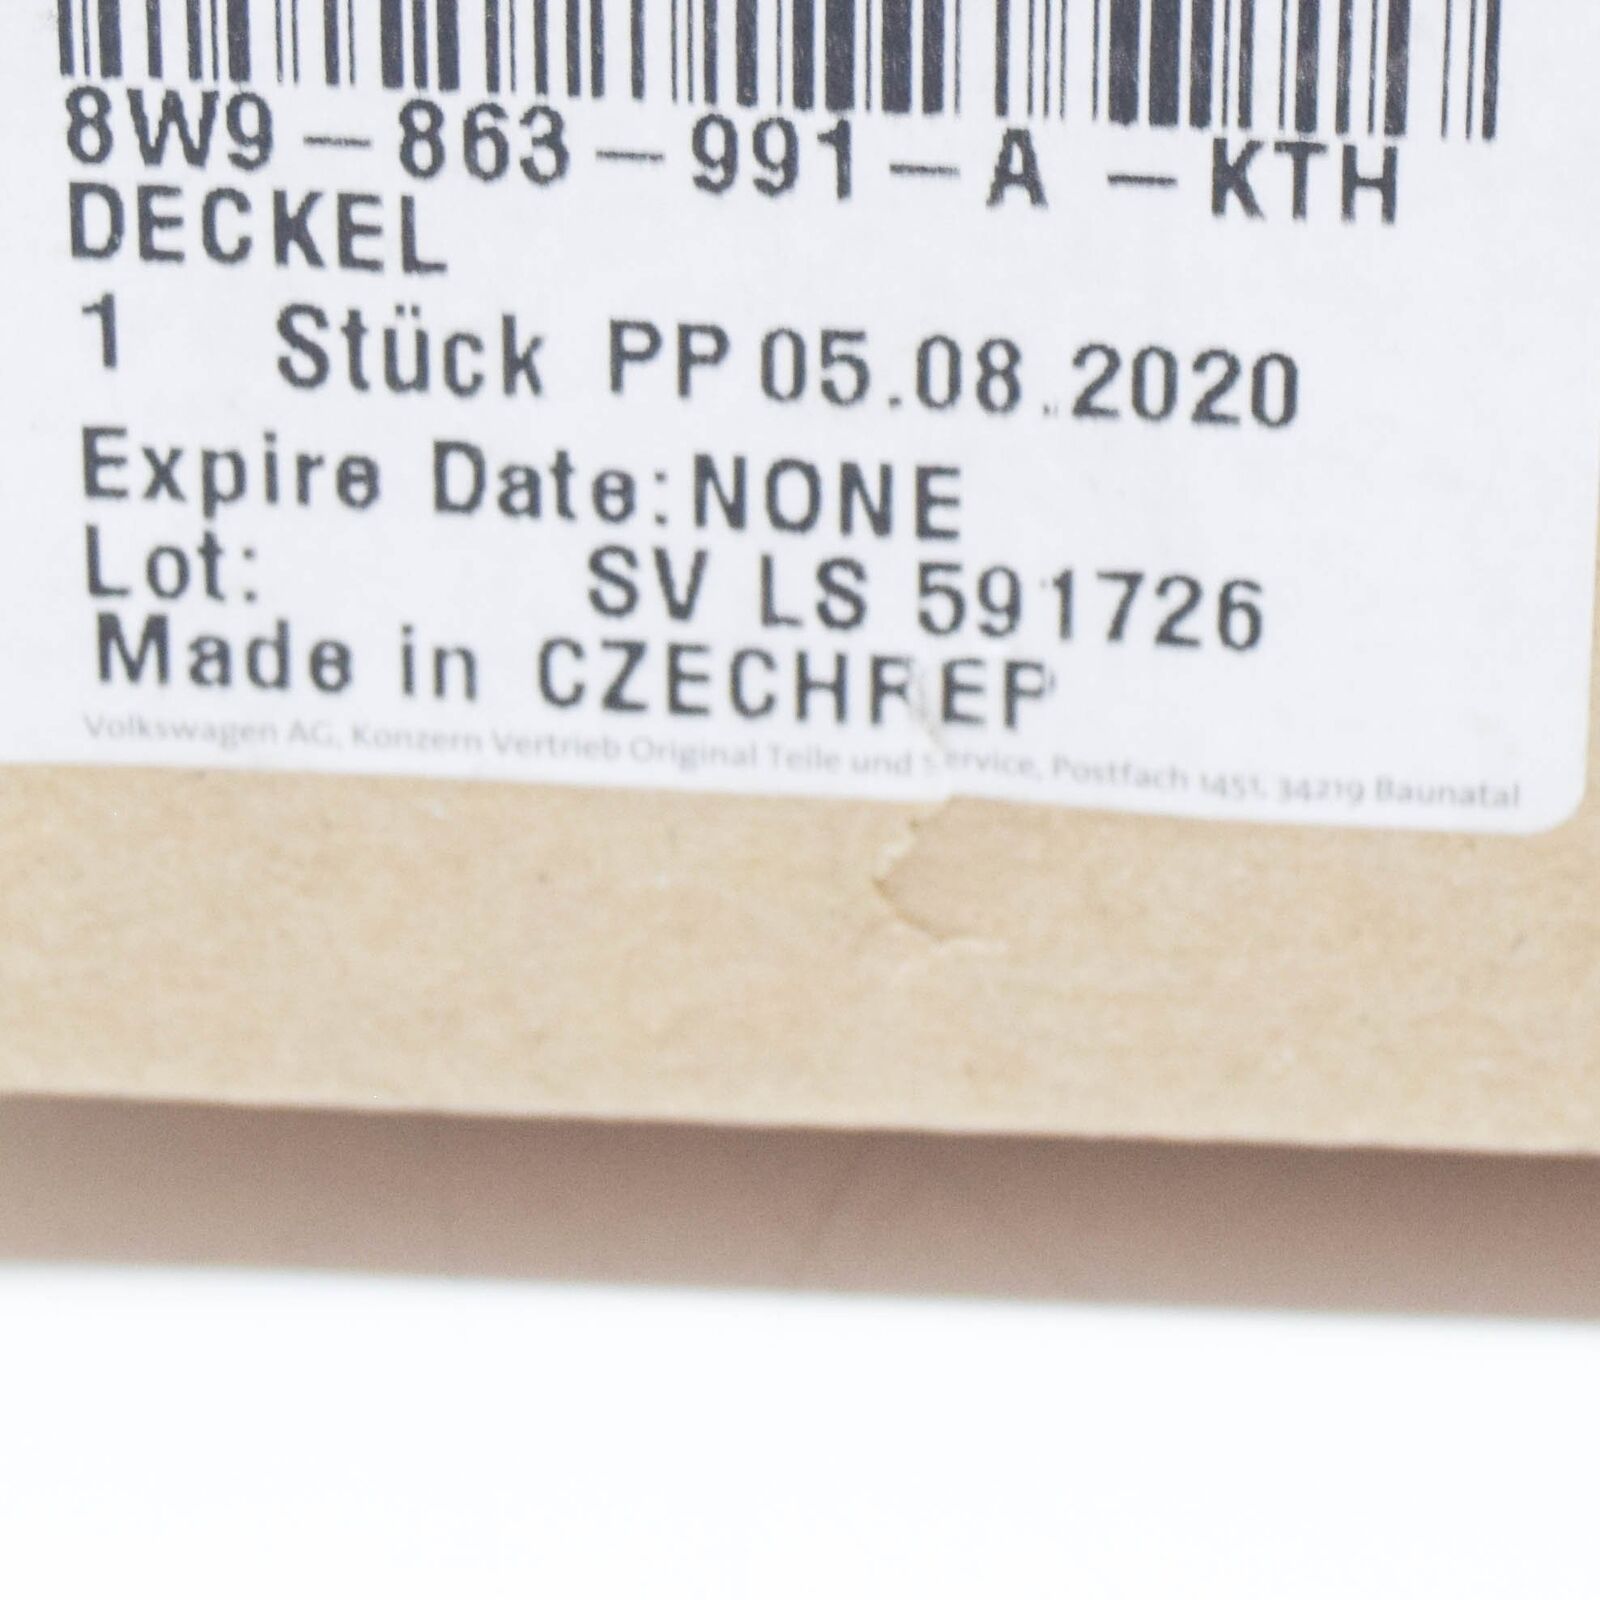 8W9-863-991-A -KTH
DECKEL
1 Stück PP 05.08.2020
Expire Date:NONE
Lot: SV LS 591726
Made in CZECHREP
Volkswagen AG, Konzern Vertrieb Original Teile und Service, Postfach 1451, 34219 Baunatal